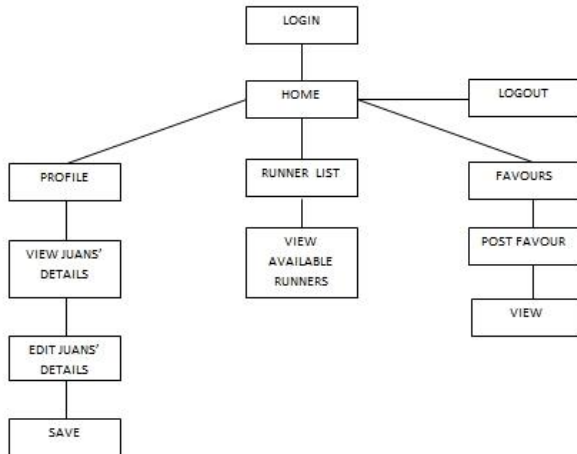 LOGIN
HOME
LOGOUT
PROFILE
RUNNER LIST
FAVOURS
VIEW JUANS'
DETAILS
VIEW
AVAILABLE
RUNNERS
POST FAVOUR
VIEW
EDIT JUANS'
DETAILS
SAVE